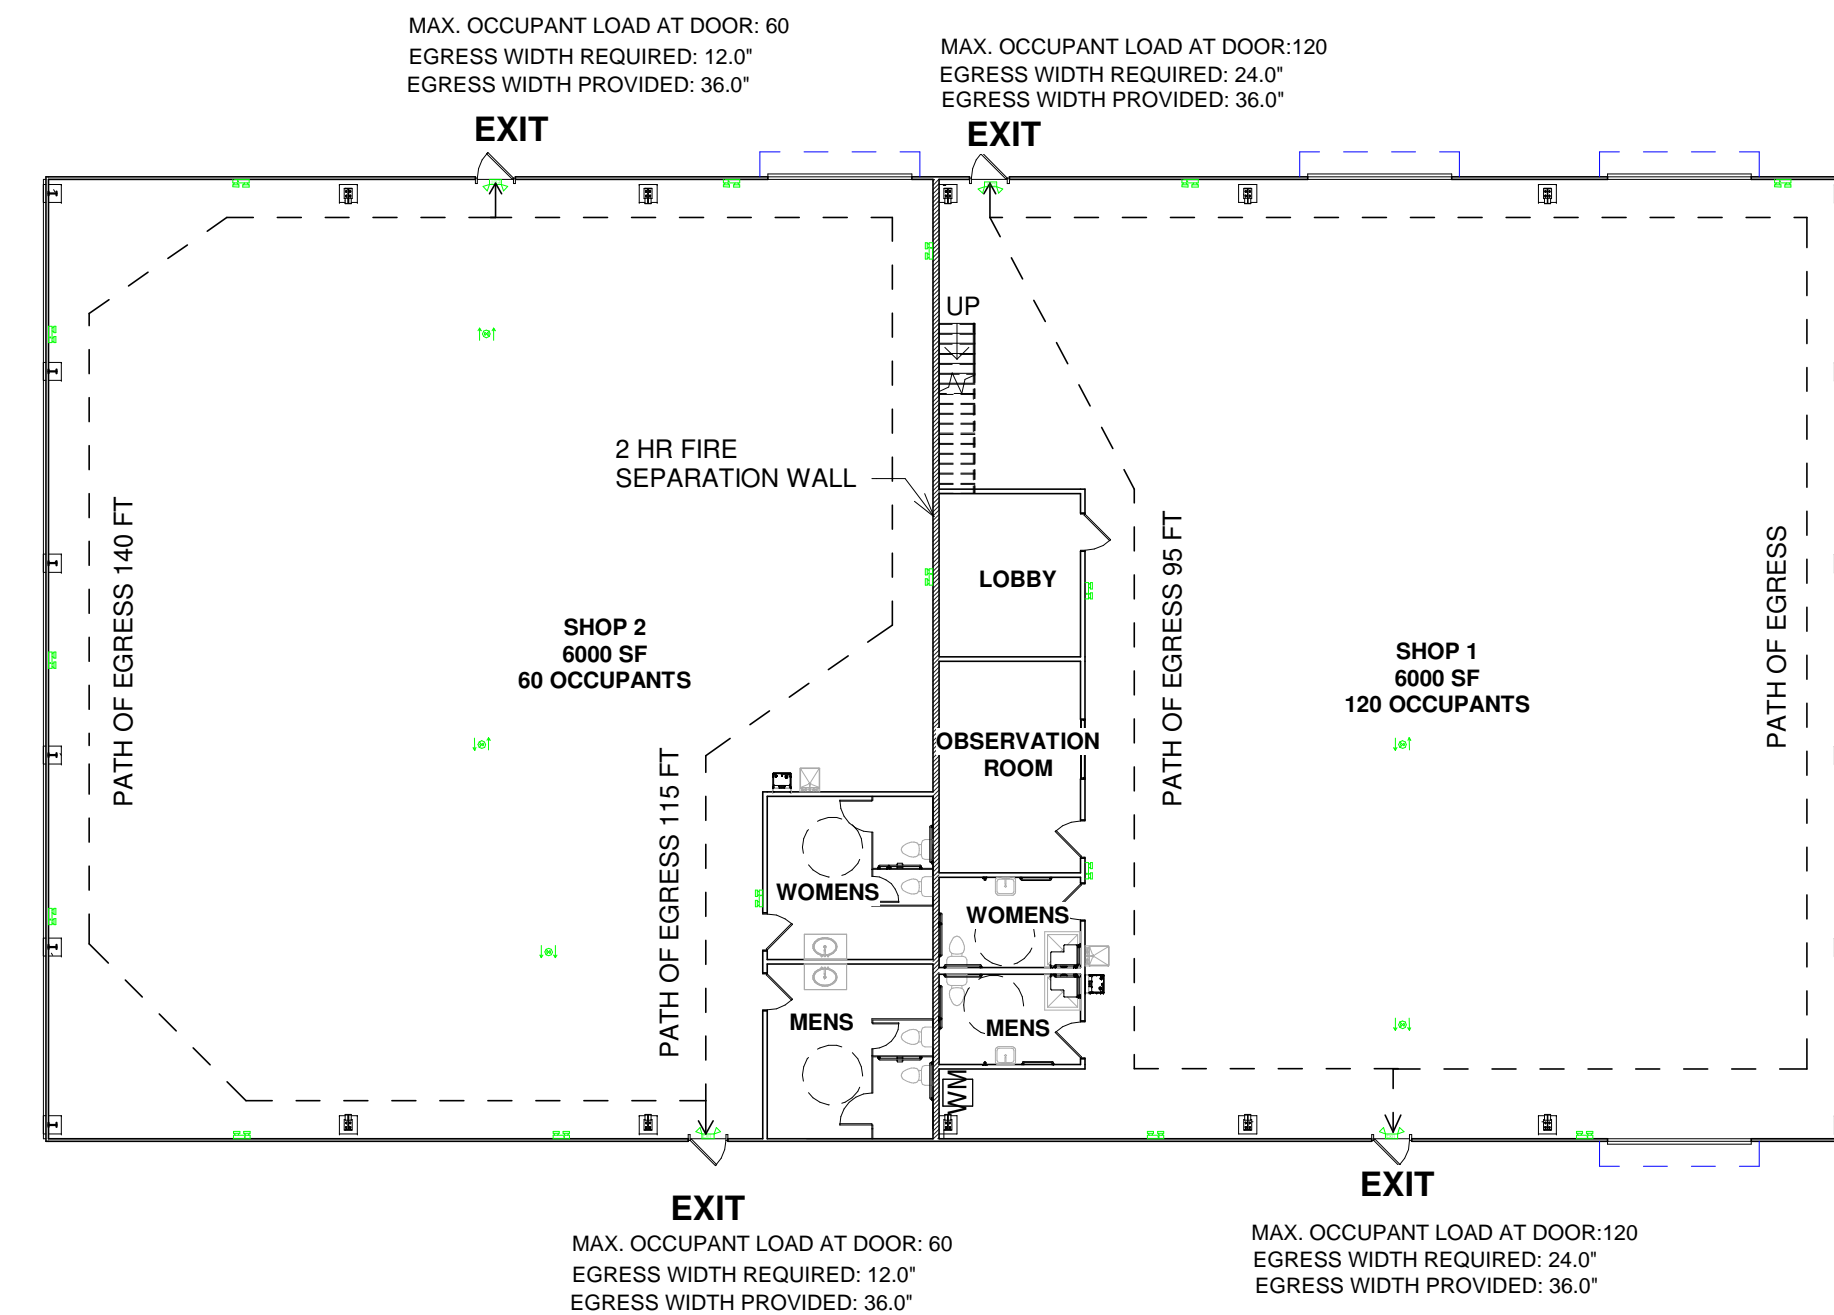 MAX. OCCUPANT LOAD AT DOOR: 60
EGRESS WIDTH REQUIRED: 12.0"
EGRESS WIDTH PROVIDED: 36.0"
EXIT
MAX. OCCUPANT LOAD AT DOOR:120
EGRESS WIDTH REQUIRED: 24.0"
EGRESS WIDTH PROVIDED: 36.0"
EXIT
UP
2 HR FIRE
SEPARATION WALL
PATH OF EGRESS 140 FT
SHOP 2
6000 SF
60 OCCUPANTS
PATH OF EGRESS 115 FT
LOBBY
OBSERVATION
ROOM
PATH OF EGRESS 95 FT
SHOP 1
6000 SF
120 OCCUPANTS
PATH OF EGRESS
WOMENS
MENS
WOMENS
MENS
WM
EXIT
MAX. OCCUPANT LOAD AT DOOR: 60
EGRESS WIDTH REQUIRED: 12.0"
EGRESS WIDTH PROVIDED: 36.0"
EXIT
MAX. OCCUPANT LOAD AT DOOR:120
EGRESS WIDTH REQUIRED: 24.0"
EGRESS WIDTH PROVIDED: 36.0"